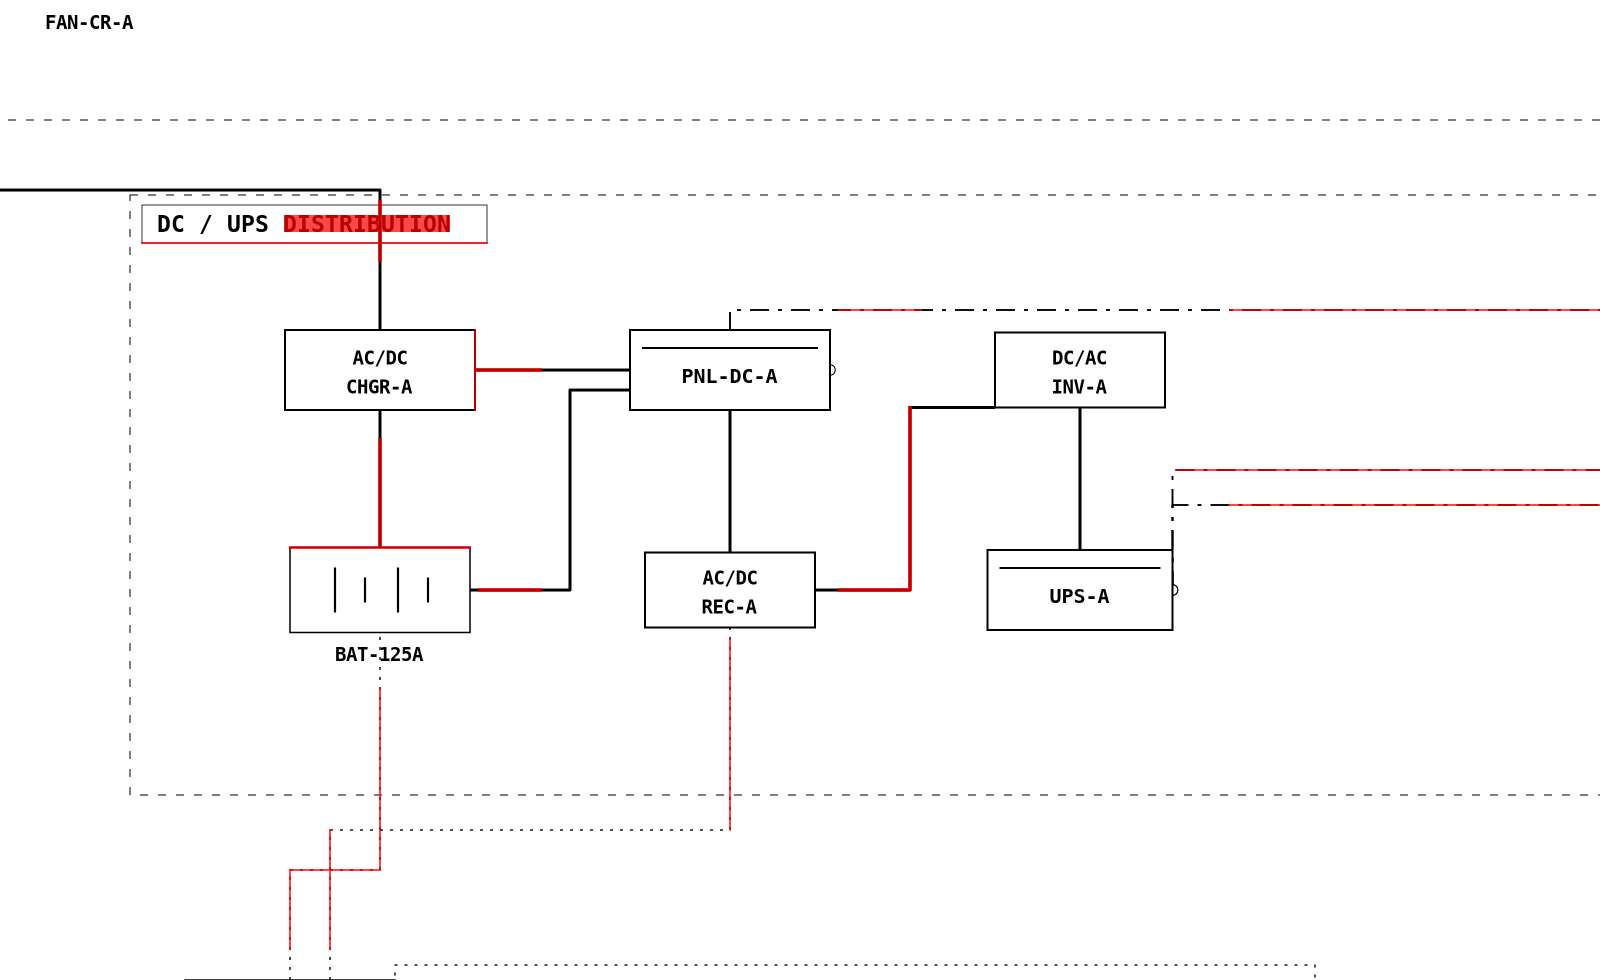 FAN-CR-A
DC / UPS DISTRIBUTION
AC/DC
CHGR-A
PNL-DC-A
DC/AC
INV-A
AC/DC
REC-A
UPS-A
BAT-125A